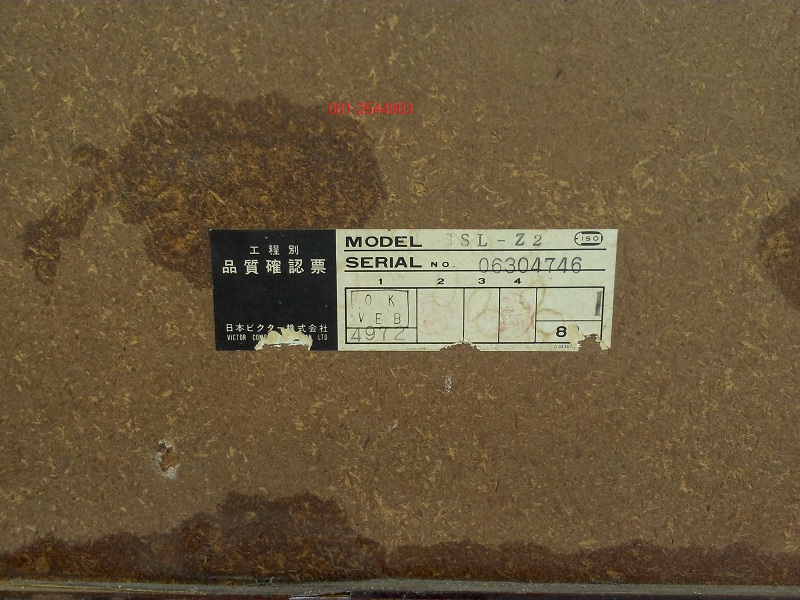 081-2544903
工程別
品質確認票
日本ビクター株式会社
VICTOR LTD
MODEL SSL-Z2 ISO
SERIAL NO. 06304746
1 2 3 4
OK
VEB
4972
8